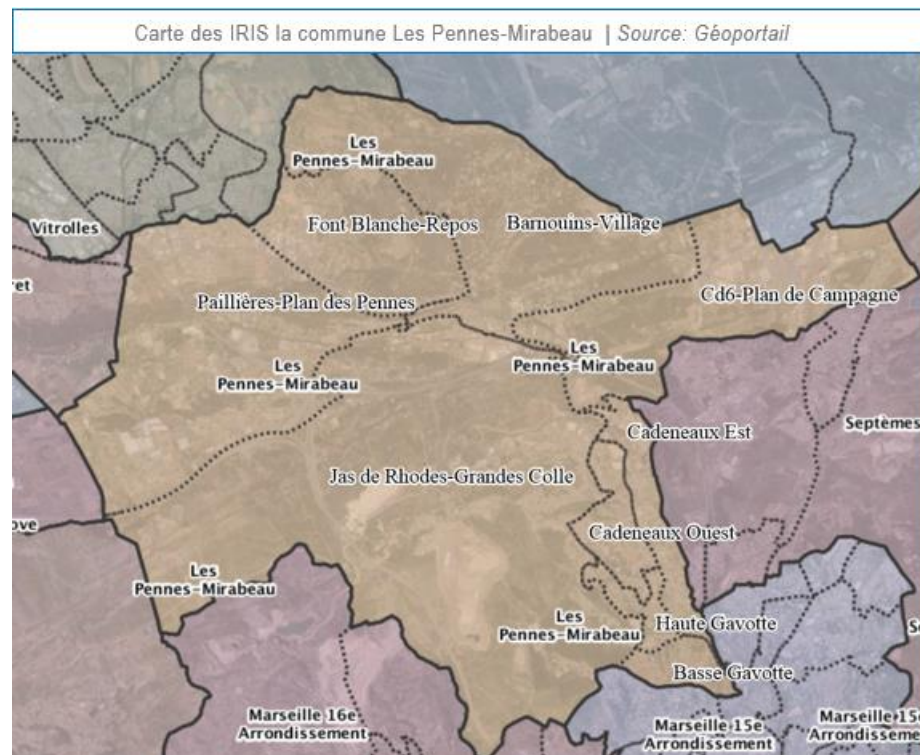 Carte des IRIS la commune Les Pennes-Mirabeau | Source: Géoportail
Les
Pennes-Mirabeau
Vitrolles
Font Blanche-Repos
Barnouins-Village
ret
Paillières-Plan des Pennes
Cd6-Plan de Campagne
Les
Pennes-Mirabeau
Les
Pennes-Mirabeau
Septèmes
Cadeneaux Est
Jas de Rhodes-Grandes Colle
ove
Cadeneaux Ouest
Les
Pennes-Mirabeau
Les
Pennes-Mirabeau
Haute Gavotte
Basse Gavotte
Marseille 16e
Arrondissement
Marseille 15e
Arrondissement
Marseille 15e
Arrondisseme